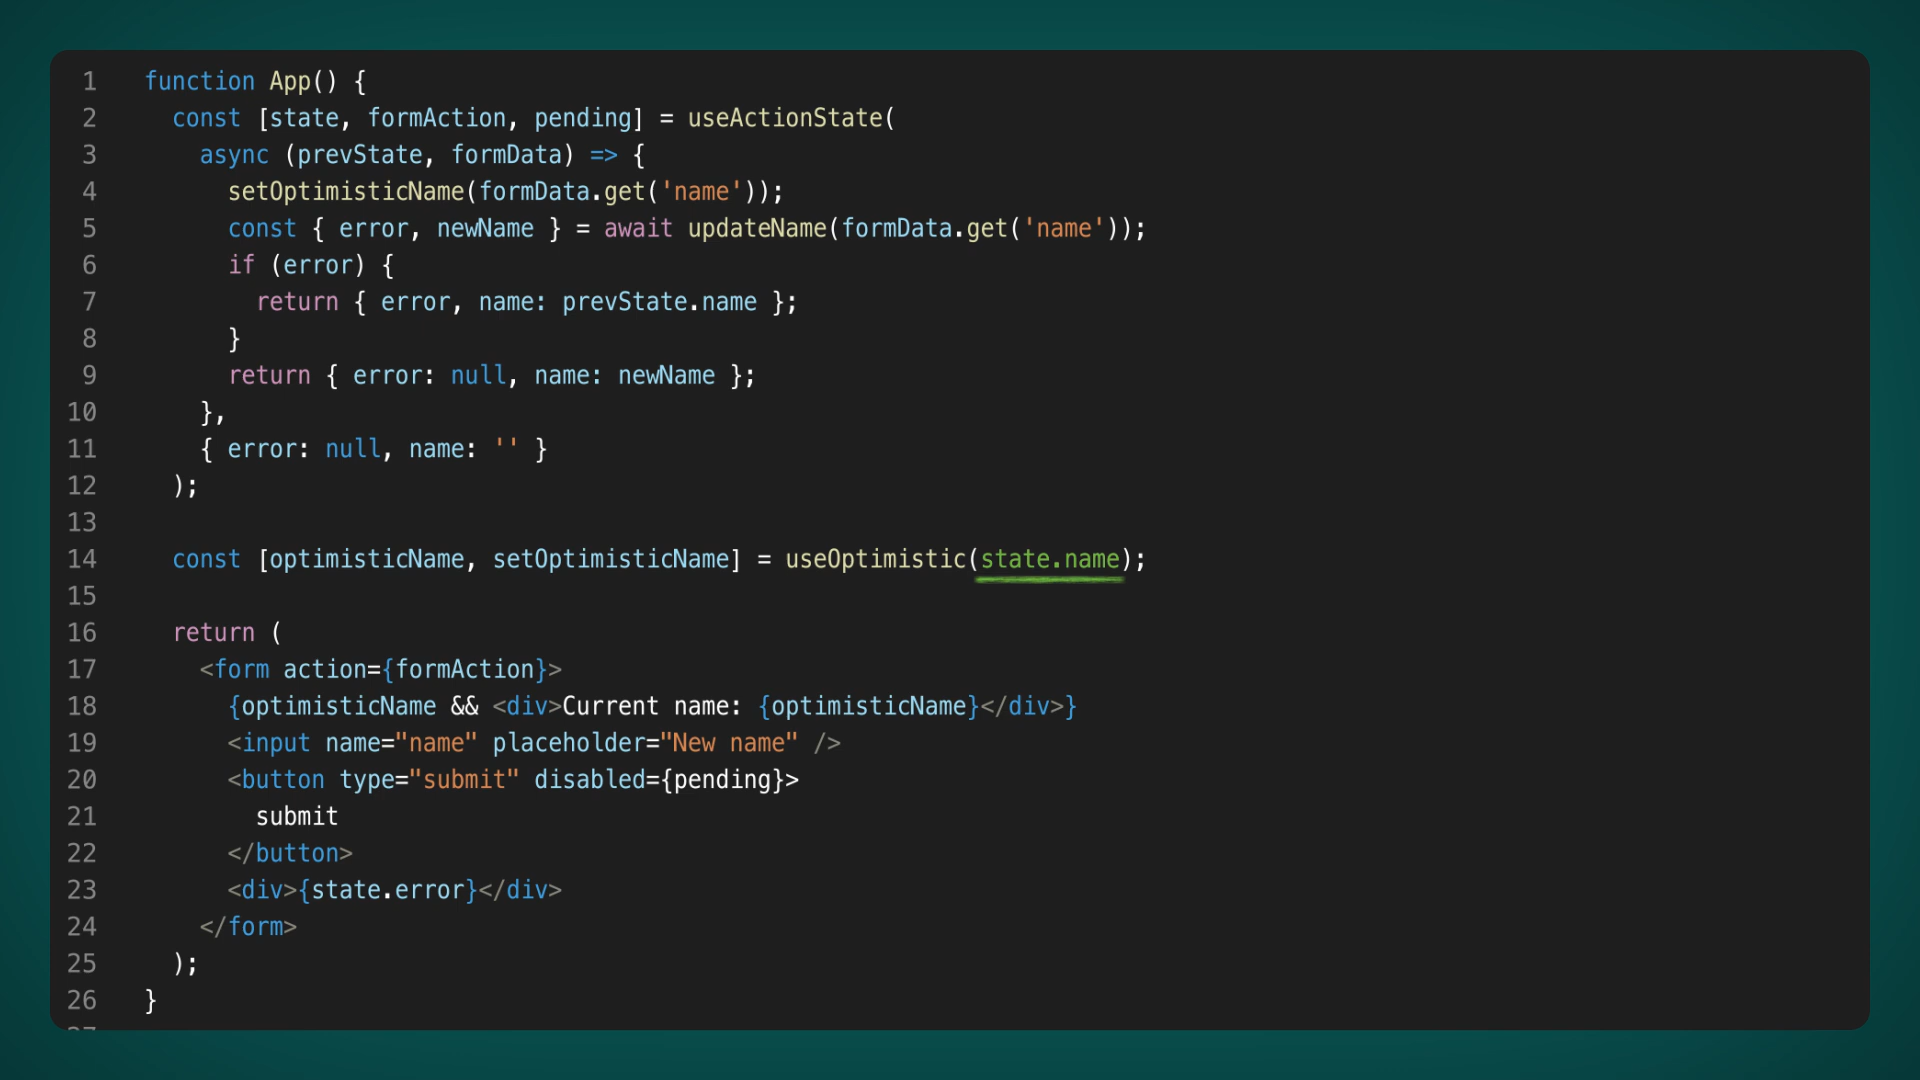 1 function App() {
2 const [state, formAction, pending] = useActionState(
3 async (prevState, formData) => {
4 setOptimisticName(formData.get('name'));
5 const { error, newName } = await updateName(formData.get('name'));
6 if (error) {
7 return { error, name: prevState.name };
8 }
9 return { error: null, name: newName };
10 },
11 { error: null, name: '' }
12 );
13
14 const [optimisticName, setOptimisticName] = useOptimistic(state.name);
15
16 return (
17 <form action={formAction}>
18 {optimisticName && <div>Current name: {optimisticName}</div>}
19 <input name="name" placeholder="New name" />
20 <button type="submit" disabled={pending}>
21 submit
22 </button>
23 <div>{state.error}</div>
24 </form>
25 );
26 }